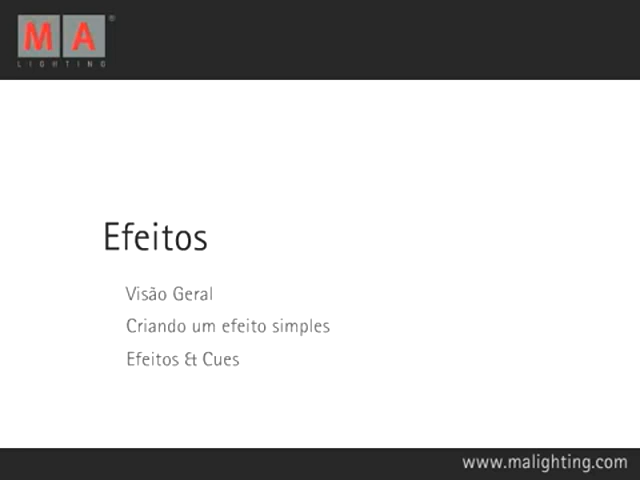 MA®
LIGHTING
Efeitos
Visão Geral
Criando um efeito simples
Efeitos & Cues
www.malighting.com